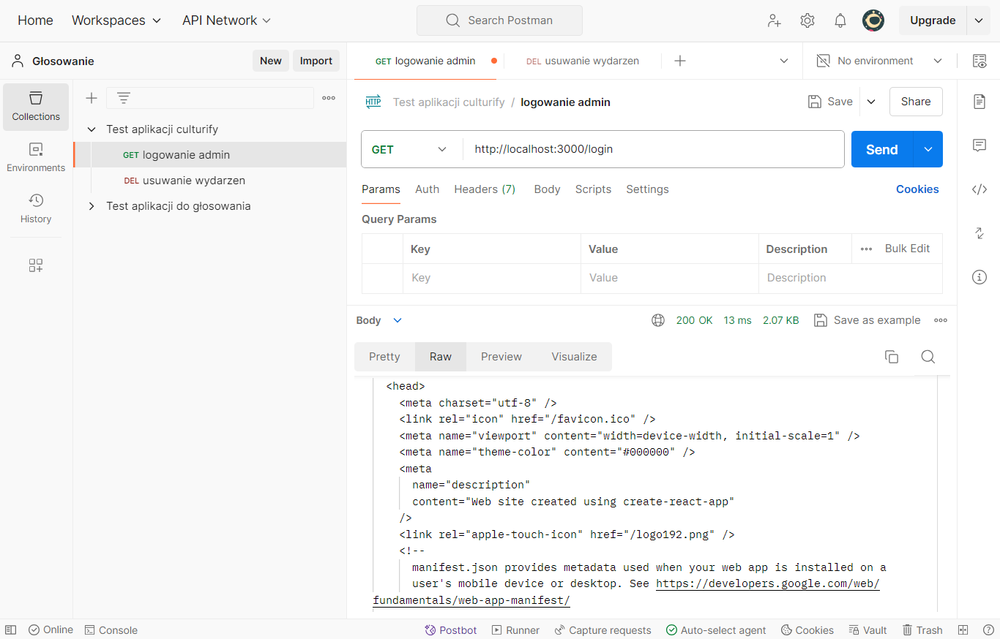 Home Workspaces API Network Search Postman Upgrade
Głosowanie New Import
GET logowanie admin DEL usuwanie wydarzen No environment
Collections
Environments
History
Test aplikacji culturify
GET logowanie admin
DEL usuwanie wydarzen
Test aplikacji do głosowania
HTTP Test aplikacji culturify / logowanie admin Save Share
GET http://localhost:3000/login Send
Params Auth Headers (7) Body Scripts Settings Cookies
Query Params
Key Value Description Bulk Edit
Key Value Description
Body 200 OK 13 ms 2.07 KB Save as example
Pretty Raw Preview Visualize
<head>
<meta charset="utf-8" />
<link rel="icon" href="/favicon.ico" />
<meta name="viewport" content="width=device-width, initial-scale=1" />
<meta name="theme-color" content="#000000" />
<meta
name="description"
content="Web site created using create-react-app"
/>
<link rel="apple-touch-icon" href="/logo192.png" />
<!--
manifest.json provides metadata used when your web app is installed on a
user's mobile device or desktop. See https://developers.google.com/web/
fundamentals/web-app-manifest/
Online Console Postbot Runner Capture requests Auto-select agent Cookies Vault Trash